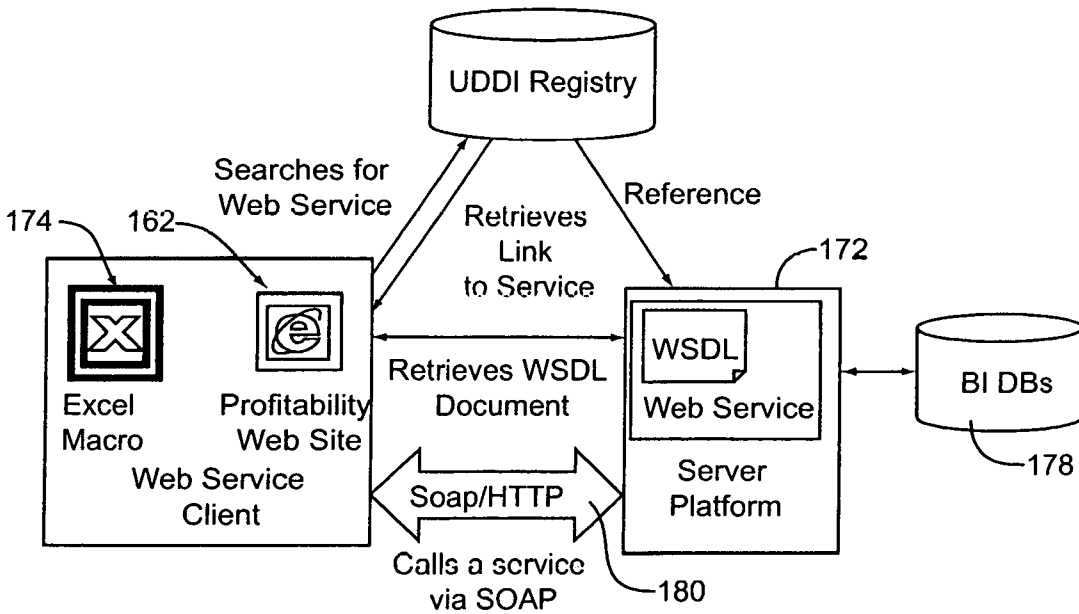 UDDI Registry
Searches for
Web Service
Reference
Retrieves
Link
to Service
174
162
172
X
e
Excel
Macro
Profitability
Web Site
Web Service
Client
Retrieves WSDL
Document
WSDL
Web Service
Server
Platform
BI DBs
178
Soap/HTTP
180
Calls a service
via SOAP